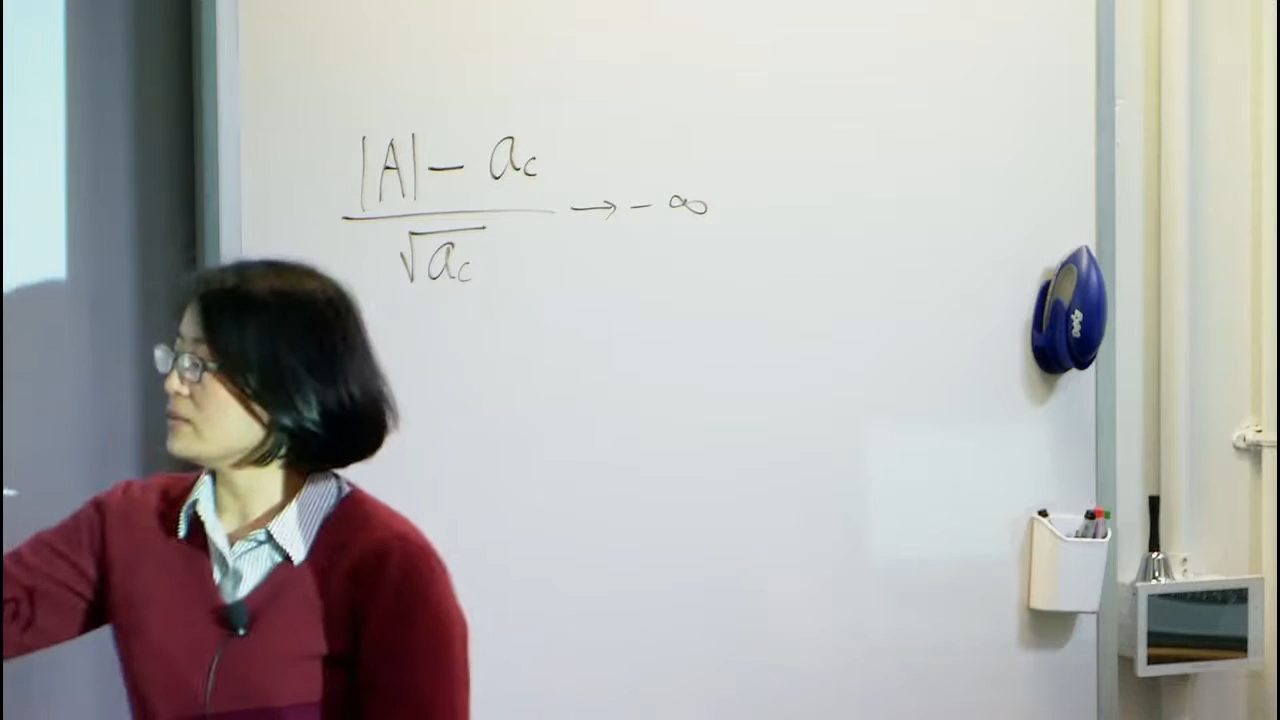 |A| - a_c
√a_c → - ∞